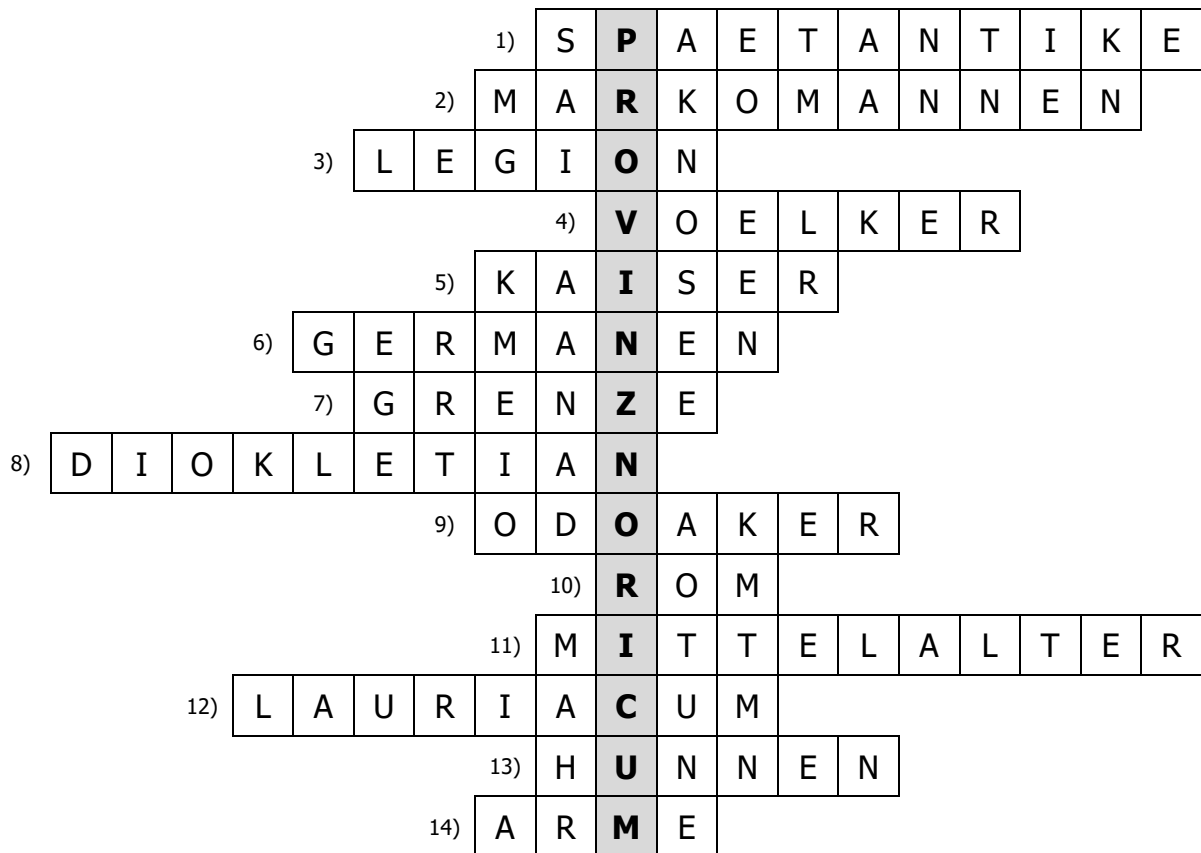 1) SPAETANTIKE
2) MARKOMANNEN
3) LEGION
4) VOELKER
5) KAISER
6) GERMANEN
7) GRENZE
8) DIOKLETIAN
9) ODOAKER
10) ROM
11) MITTELALTER
12) LAURIACUM
13) HUNNEN
14) ARME